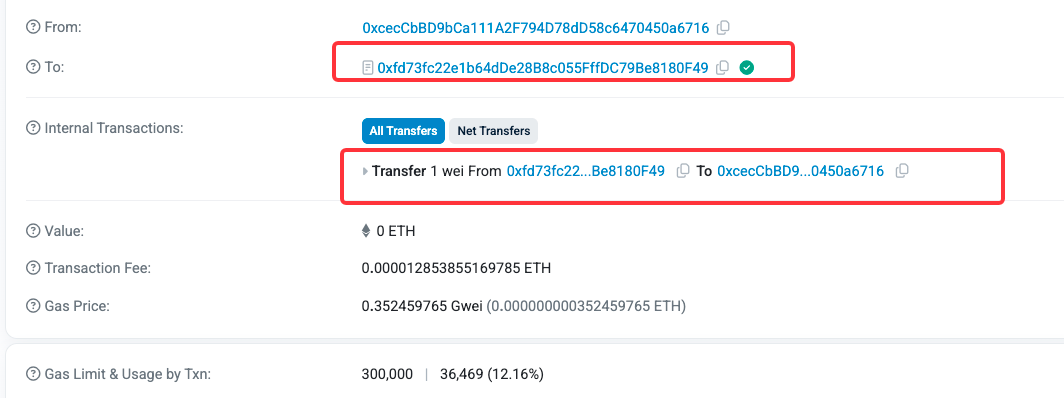 From: 0xcecCbBD9bCa111A2F794D78dD58c6470450a6716
To: 0xfd73fc22e1b64dDe28B8c055FffDC79Be8180F49
Internal Transactions: All Transfers Net Transfers
Transfer 1 wei From 0xfd73fc22...Be8180F49 To 0xcecCbBD9...0450a6716
Value: 0 ETH
Transaction Fee: 0.000012853855169785 ETH
Gas Price: 0.352459765 Gwei (0.000000000352459765 ETH)
Gas Limit & Usage by Txn: 300,000 | 36,469 (12.16%)